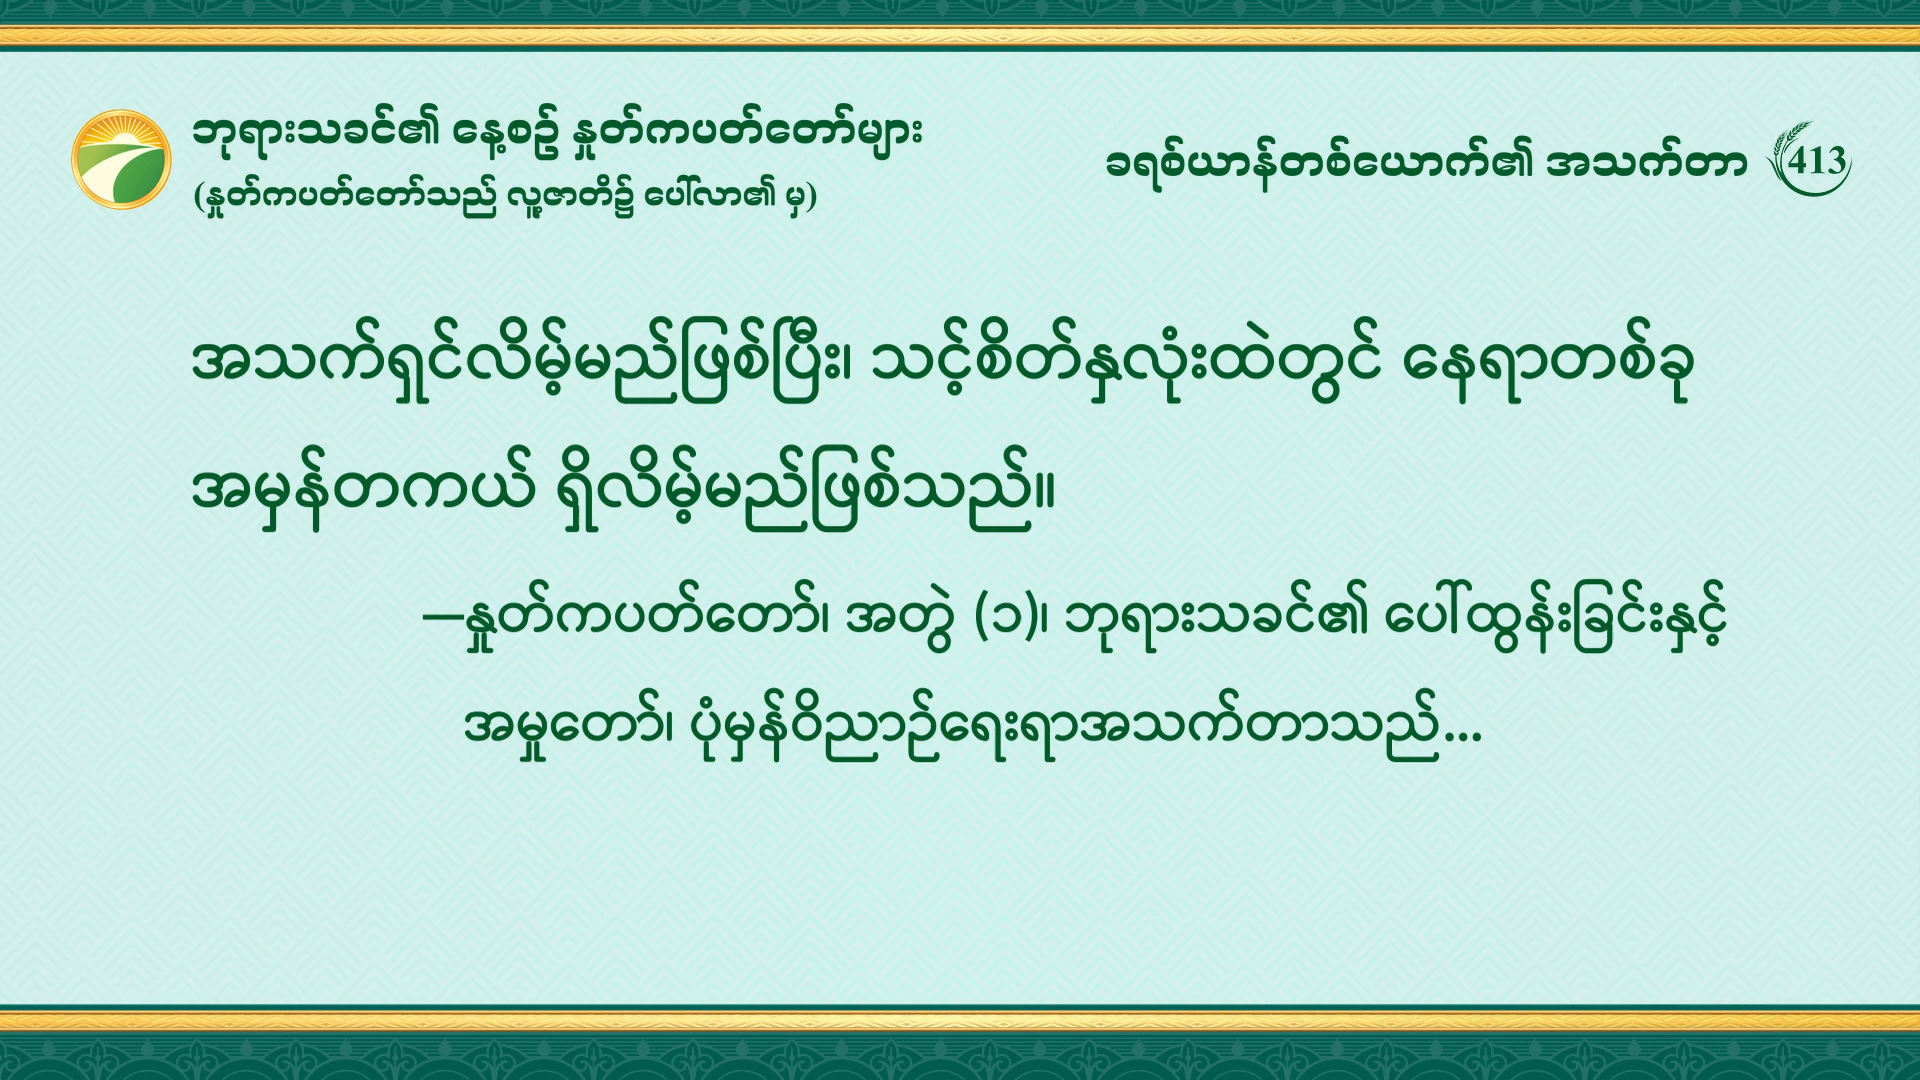 ဘုရားသခင်၏ နေ့စဉ် နှုတ်ကပတ်တော်များ
(နှုတ်ကပတ်တော်သည် လူ့ဇာတိ၌ ပေါ်လာ၏ မှ)
ခရစ်ယာန်တစ်ယောက်၏ အသက်တာ 413
အသက်ရှင်လိမ့်မည်ဖြစ်ပြီး၊ သင့်စိတ်နှလုံးထဲတွင် နေရာတစ်ခု
အမှန်တကယ် ရှိလိမ့်မည်ဖြစ်သည်။
—နှုတ်ကပတ်တော်၊ အတွဲ (၁)၊ ဘုရားသခင်၏ ပေါ်ထွန်းခြင်းနှင့်
အမှုတော်၊ ပုံမှန်ဝိညာဉ်ရေးရာအသက်တာသည်...